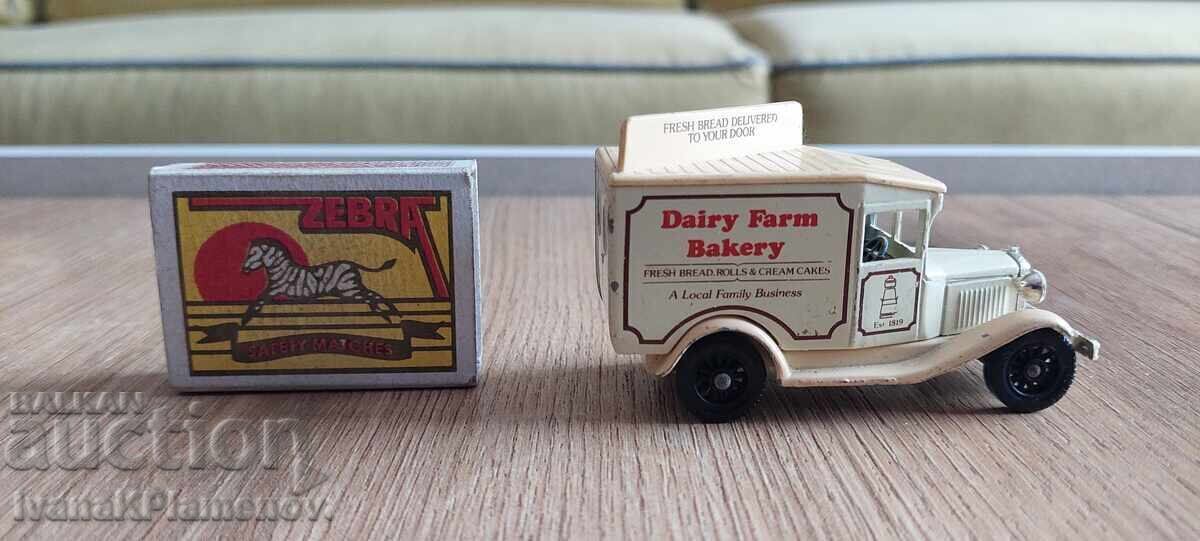 ZEBRA
SAFETY MATCHES
FRESH BREAD DELIVERED
TO YOUR DOOR
Dairy Farm
Bakery
FRESH BREAD, ROLLS & CREAM CAKES
A Local Family Business
EST 1819
BALKAN
auction
IvanaKPlamenov.